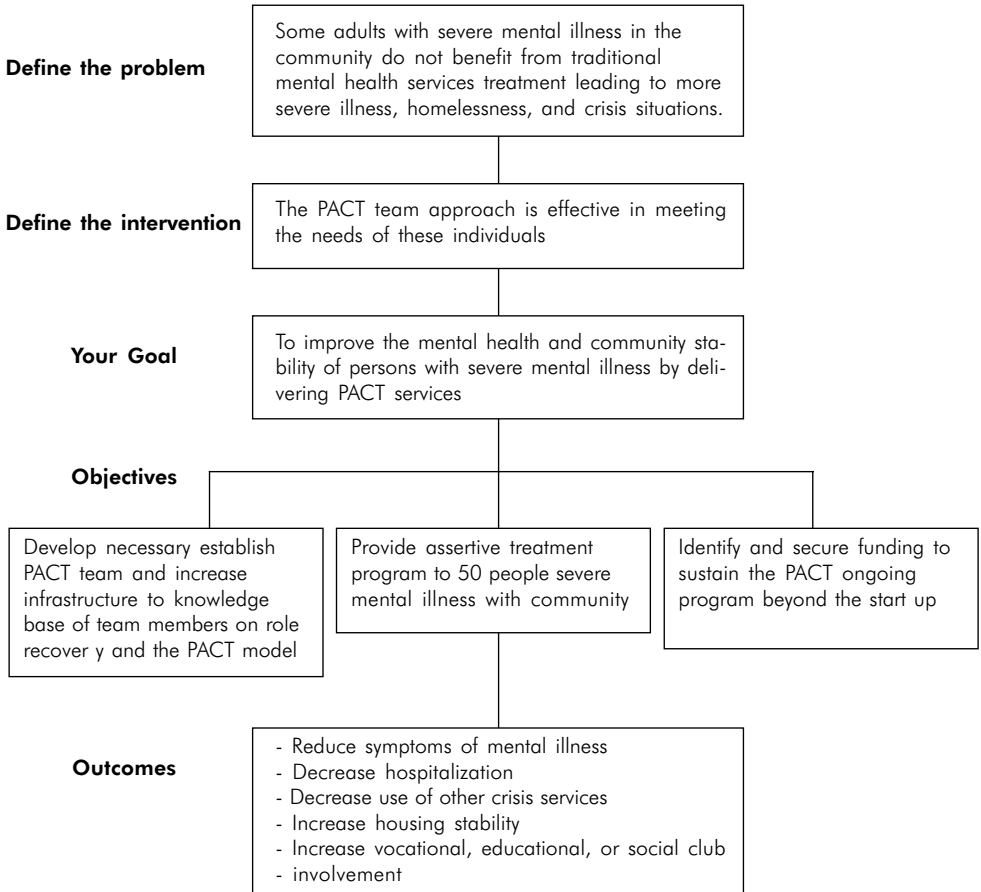 Define the problem
Some adults with severe mental illness in the
community do not benefit from traditional
mental health services treatment leading to more
severe illness, homelessness, and crisis situations.
Define the intervention
The PACT team approach is effective in meeting
the needs of these individuals
Your Goal
To improve the mental health and community sta-
bility of persons with severe mental illness by deli-
vering PACT services
Objectives
Develop necessary establish
PACT team and increase
infrastructure to knowledge
base of team members on role
recover y and the PACT model
Provide assertive treatment
program to 50 people severe
mental illness with community
Identify and secure funding to
sustain the PACT ongoing
program beyond the start up
Outcomes
- Reduce symptoms of mental illness
- Decrease hospitalization
- Decrease use of other crisis services
- Increase housing stability
- Increase vocational, educational, or social club
- involvement